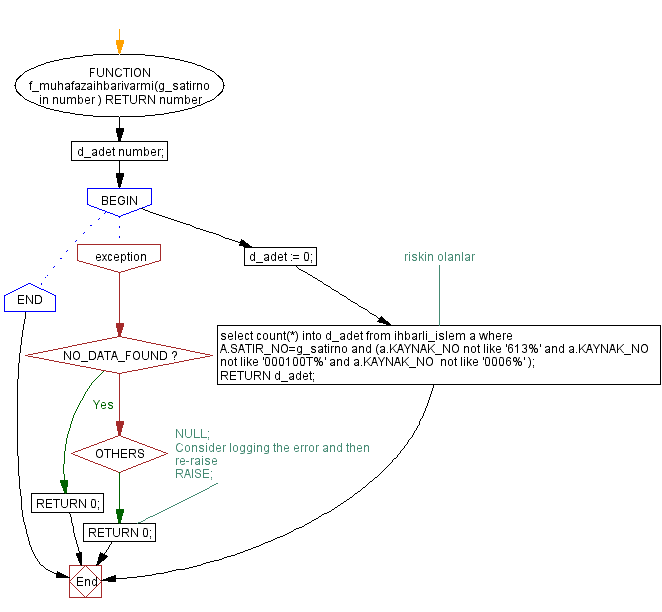 FUNCTION
f_muhafazaihbarivarmi(g_satirno
in number ) RETURN number
d_adet number;
BEGIN
exception
d_adet := 0;
riskin olanlar
END
select count(*) into d_adet from ihbarli_islem a where
A.SATIR_NO=g_satirno and (a.KAYNAK_NO not like '613%' and a.KAYNAK_NO
not like '000100T%' and a.KAYNAK_NO  not like '0006%' );
RETURN d_adet;
NO_DATA_FOUND ?
Yes
OTHERS
NULL;
Consider logging the error and then
re-raise
RAISE;
RETURN 0;
RETURN 0;
End